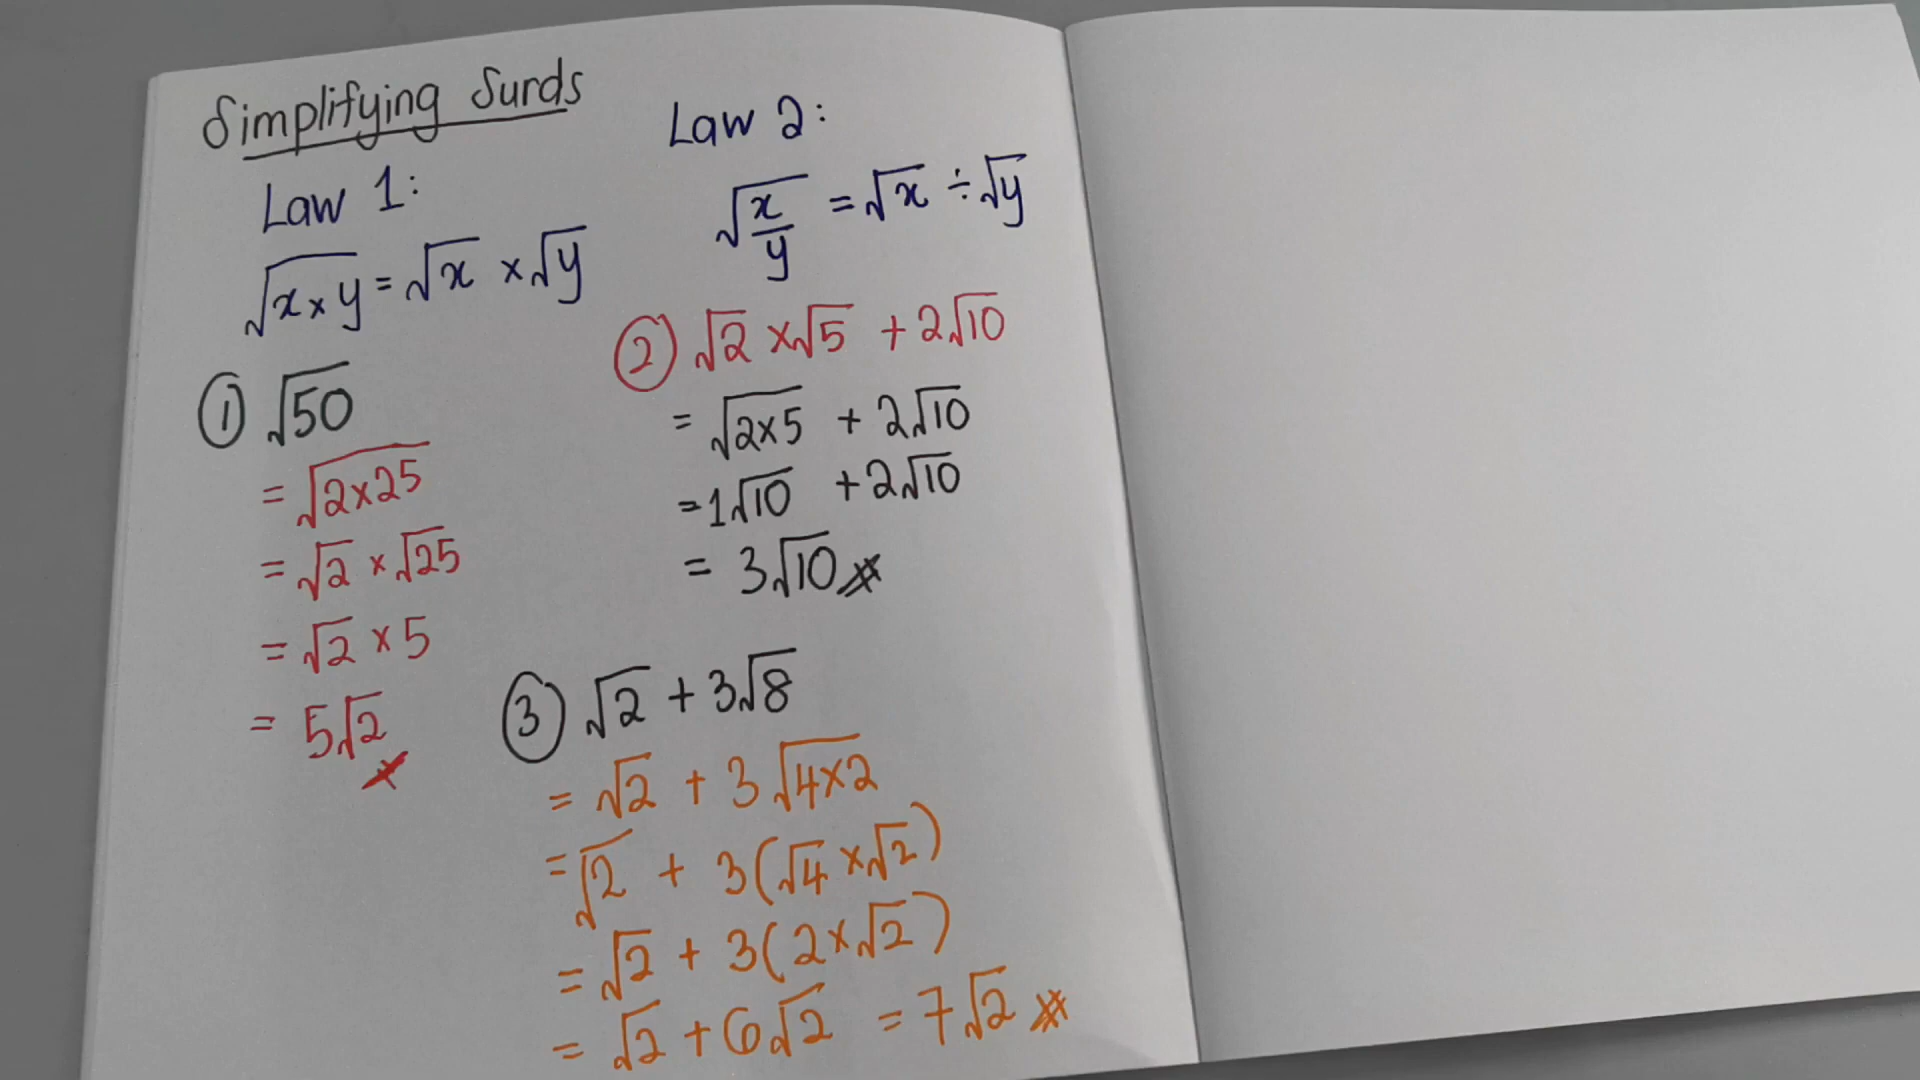 Simplifying Surds
Law 1:
√(x × y) = √x × √y
Law 2:
√(x/y) = √x ÷ √y
① √50
= √(2×25)
= √2 × √25
= √2 × 5
= 5√2
② √2 × √5 + 2√10
= √(2×5) + 2√10
= 1√10 + 2√10
= 3√10
③ √2 + 3√8
= √2 + 3√(4×2)
= √2 + 3(√4 × √2)
= √2 + 3(2×√2)
= √2 + 6√2 = 7√2